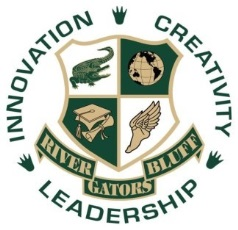 INNOVATION
CREATIVITY
LEADERSHIP
RIVER
GATORS
BLUFF